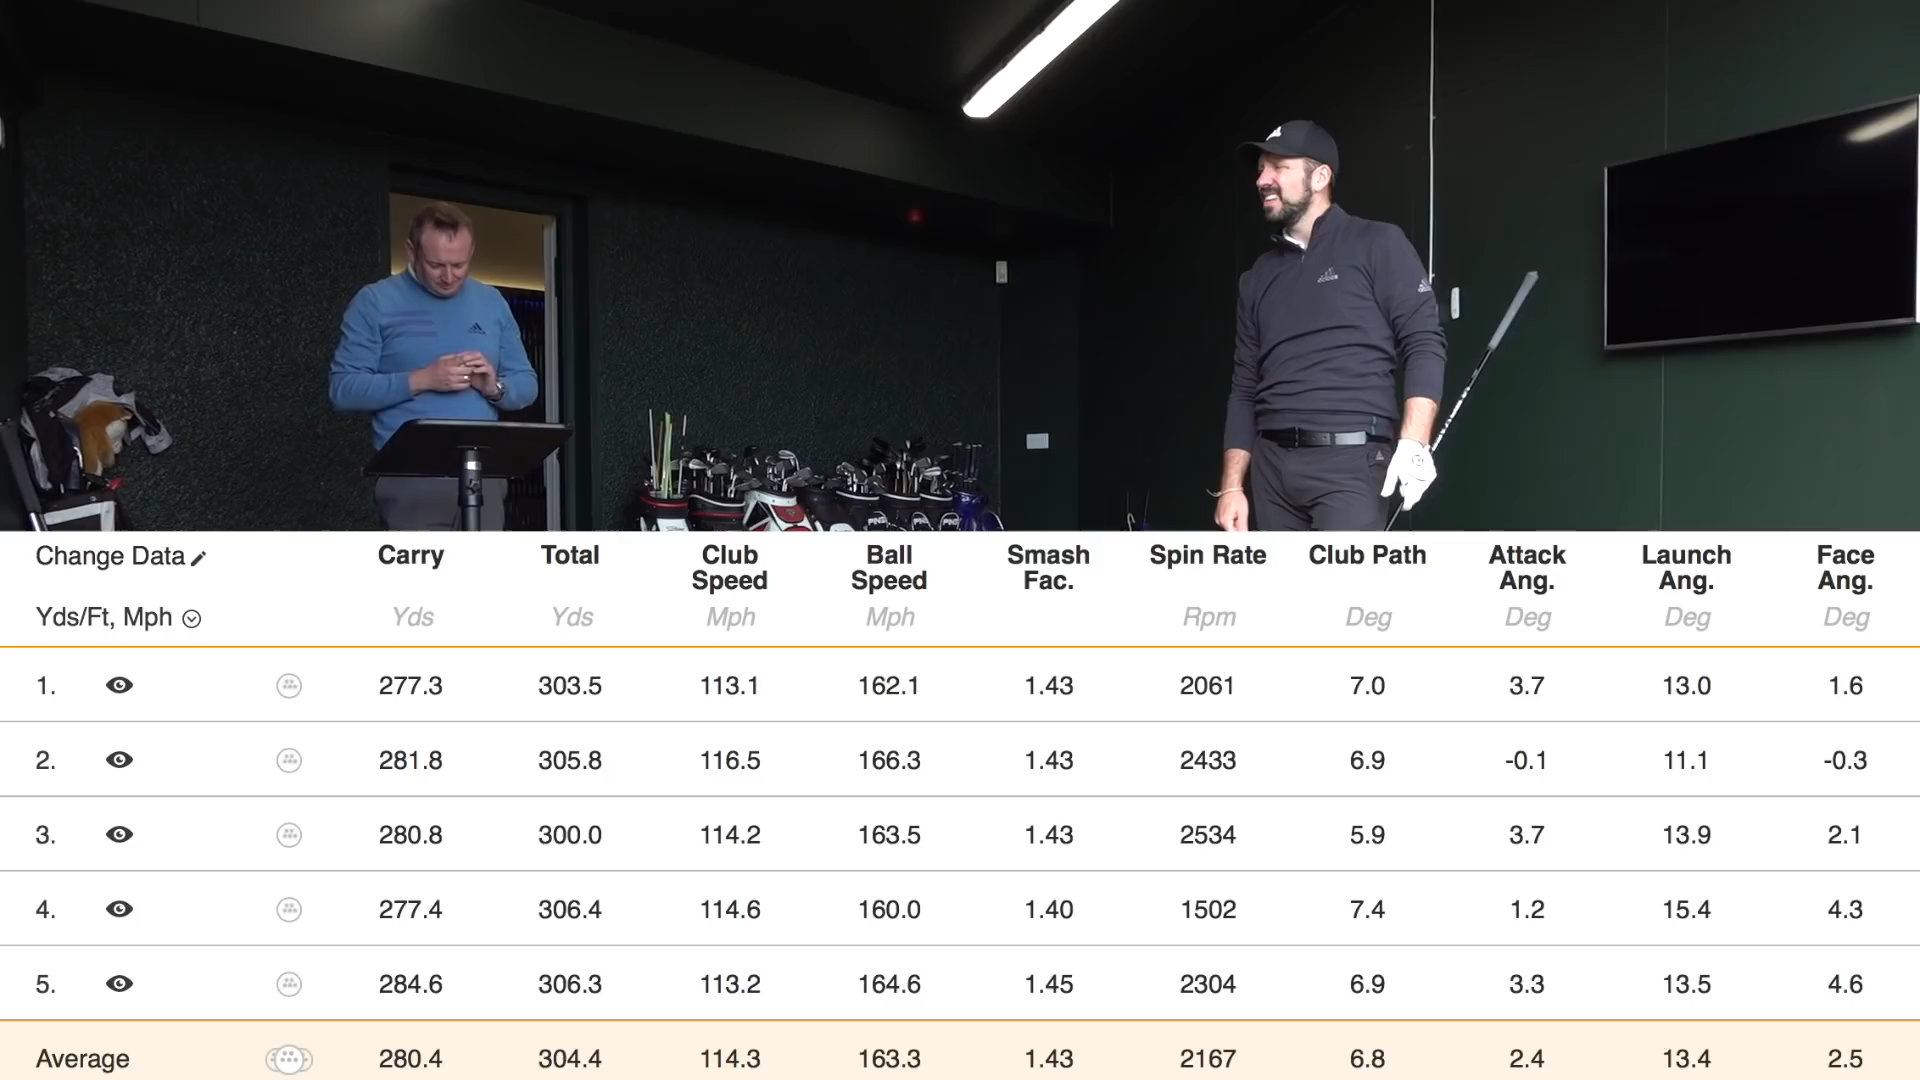 PING
PING
PING
adidas
adidas
Change Data Carry Total Club Speed Ball Speed Smash Fac. Spin Rate Club Path Attack Ang. Launch Ang. Face Ang.
Yds/Ft, Mph Yds Yds Mph Mph Rpm Deg Deg Deg Deg
1. 277.3 303.5 113.1 162.1 1.43 2061 7.0 3.7 13.0 1.6
2. 281.8 305.8 116.5 166.3 1.43 2433 6.9 -0.1 11.1 -0.3
3. 280.8 300.0 114.2 163.5 1.43 2534 5.9 3.7 13.9 2.1
4. 277.4 306.4 114.6 160.0 1.40 1502 7.4 1.2 15.4 4.3
5. 284.6 306.3 113.2 164.6 1.45 2304 6.9 3.3 13.5 4.6
Average 280.4 304.4 114.3 163.3 1.43 2167 6.8 2.4 13.4 2.5